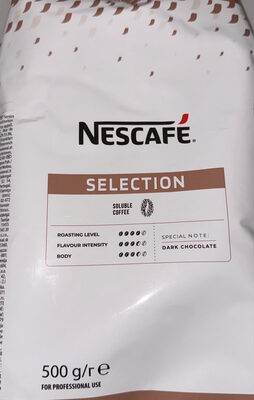 NESCAFÉ®
SELECTION
SOLUBLE
COFFEE
ROASTING LEVEL
FLAVOUR INTENSITY
BODY
SPECIAL NOTE:
DARK CHOCOLATE
500 g/r e
FOR PROFESSIONAL USE